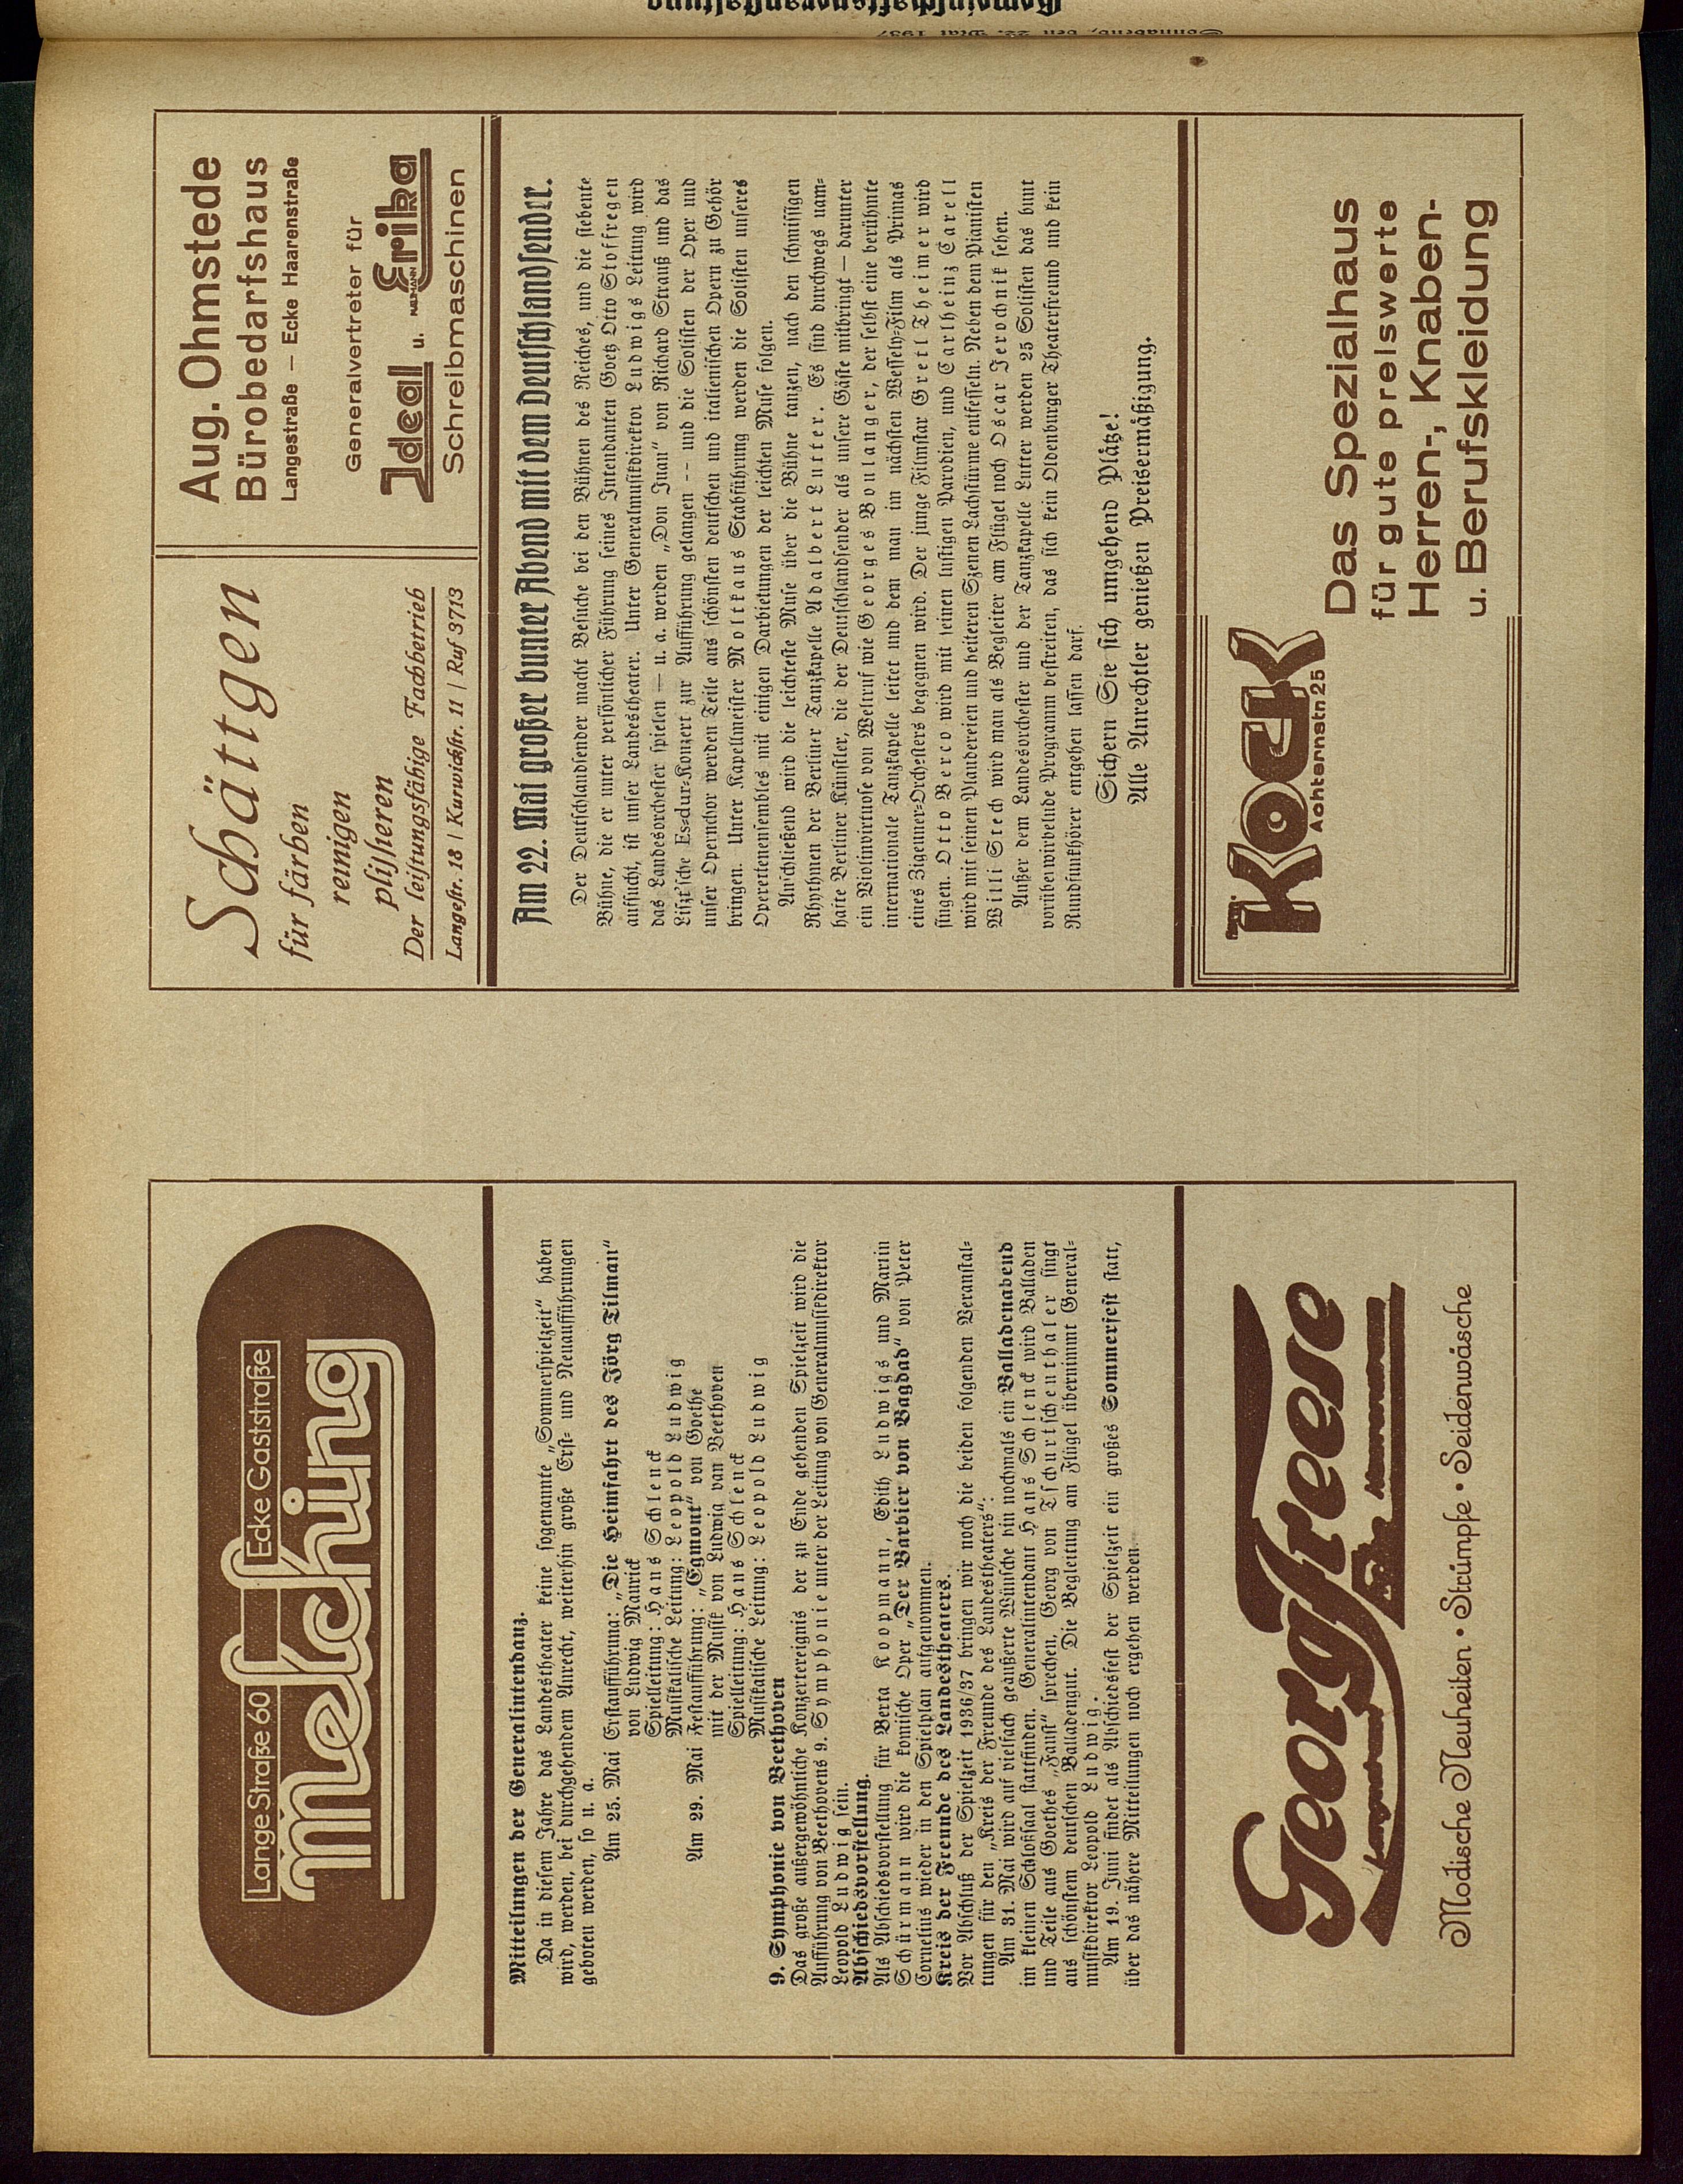 Lange Straße 60
Ecke Gaststraße
Melching
Mitteilungen der Generalintendanz.
Da in diesem Jahre das Landestheater keine sogenannte „Sommerspielzeit“ haben
wird, werden, bei durchgehendem Anrecht, weiterhin große Erst- und Neuaufführungen
geboten werden, so u. a.
Am 25. Mai Erstaufführung: „Die Heimfahrt des Jörg Tilman“
von Ludwig Maurick
Spielleitung: Hans Schlenck
Musikalische Leitung: Leopold Ludwig
Am 29. Mai Festaufführung: „Egmont“ von Goethe
mit der Musik von Ludwig van Beethoven
Spielleitung: Hans Schlenck
Musikalische Leitung: Leopold Ludwig
9. Symphonie von Beethoven
Das große außergewöhnliche Konzertereignis der zu Ende gehenden Spielzeit wird die
Aufführung von Beethovens 9. Symphonie unter der Leitung von Generalmusikdirektor
Leopold Ludwig sein.
Abschiedsvorstellung.
Als Abschiedsvorstellung für Berta Koopmann, Edith Ludwigs und Martin
Schürmann wird die komische Oper „Der Barbier von Bagdad“ von Peter
Cornelius wieder in den Spielplan aufgenommen.
Kreis der Freunde des Landestheaters.
Vor Abschluß der Spielzeit 1936/37 bringen wir noch die beiden folgenden Veranstal-
tungen für den „Kreis der Freunde des Landestheaters“:
Am 31. Mai wird auf vielfach geäußerte Wünsche hin nochmals ein Balladenabend
im kleinen Schloßsaal stattfinden. Generalintendant Hans Schlenck wird Balladen
und Teile aus Goethes „Faust“ sprechen, Georg von Tschurtschenthaler singt
aus schönstem deutschen Balladengut. Die Begleitung am Flügel übernimmt General-
musikdirektor Leopold Ludwig.
Am 19. Juni findet als Abschiedsfest der Spielzeit ein großes Sommerfest statt,
über das nähere Mitteilungen noch ergehen werden.
Georg Freese
Modische Neuheiten • Strümpfe • Seidenwäsche
Schättgen
für färben
reinigen
plissieren
Der leistungsfähige Fachbetrieb
Langestr. 18 | Kurwickstr. 11 | Ruf 3713
Aug. Ohmstede
Bürobedarfshaus
Langestraße – Ecke Haarenstraße
Generalvertreter für
Ideal u. Erika
Schreibmaschinen
Am 22. Mai großer bunter Abend mit dem Deutschlandsender.
Der Deutschlandsender macht Besuche bei den Bühnen des Reiches, und die siebente
Bühne, die er unter persönlicher Führung seines Intendanten Goetz Otto Stoffregen
aufsucht, ist unser Landestheater. Unter Generalmusikdirektor Ludwigs Leitung wird
das Landesorchester spielen — u. a. werden „Don Juan“ von Richard Strauß und das
Liszt'sche Es-dur-Konzert zur Aufführung gelangen -- und die Solisten der Oper und
unser Opernchor werden Teile aus schönsten deutschen und italienischen Opern zu Gehör
bringen. Unter Kapellmeister Moltkaus Stabführung werden die Solisten unseres
Operettenensembles mit einigen Darbietungen der leichten Muse folgen.
Anschließend wird die leichteste Muse über die Bühne tanzen, nach den schmissigen
Rhythmen der Berliner Tanzkapelle Adalbert Lutter. Es sind durchwegs nam-
hafte Berliner Künstler, die der Deutschlandsender als unsere Gäste mitbringt — darunter
ein Violinvirtuose von Weltruf wie Georges Boulanger, der selbst eine berühmte
internationale Tanzkapelle leitet und dem man im nächsten Wessely-Film als Primas
eines Zigeuner-Orchesters begegnen wird. Der junge Filmstar Gretl Theimer wird
singen. Otto Berco wird mit seinen lustigen Parodien, und Carlheinz Carell
wird mit seinen Plaudereien und heiteren Szenen Lachstürme entfesseln. Neben dem Pianisten
Willi Stech wird man als Begleiter am Flügel noch Oscar Jerochnik sehen.
Außer dem Landesorchester und der Tanzkapelle Lutter werden 25 Solisten das bunt
vorüberwirbelnde Programm bestreiten, das sich kein Oldenburger Theaterfreund und kein
Rundfunkhörer entgehen lassen darf.
Sichern Sie sich umgehend Plätze!
Alle Anrechtler genießen Preisermäßigung.
Kock
Achternstr. 25
Das Spezialhaus
für gute preiswerte
Herren-, Knaben-
u. Berufskleidung
Sonnabend, den 22. Mai 1937
Gemeinschaftsveranstaltung